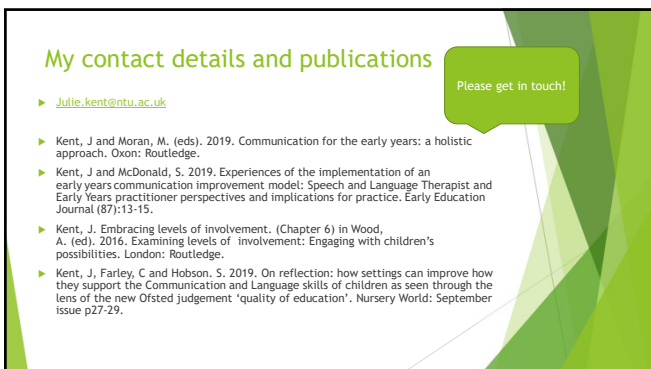 My contact details and publications
Please get in touch!
Julie.kent@ntu.ac.uk
Kent, J and Moran, M. (eds). 2019. Communication for the early years: a holistic
approach. Oxon: Routledge.
Kent, J and McDonald, S. 2019. Experiences of the implementation of an
early years communication improvement model: Speech and Language Therapist and
Early Years practitioner perspectives and implications for practice. Early Education
Journal (87):13-15.
Kent, J. Embracing levels of involvement. (Chapter 6) in Wood,
A. (ed). 2016. Examining levels of involvement: Engaging with children’s
possibilities. London: Routledge.
Kent, J, Farley, C and Hobson. S. 2019. On reflection: how settings can improve how
they support the Communication and Language skills of children as seen through the
lens of the new Ofsted judgement ‘quality of education’. Nursery World: September
issue p27-29.